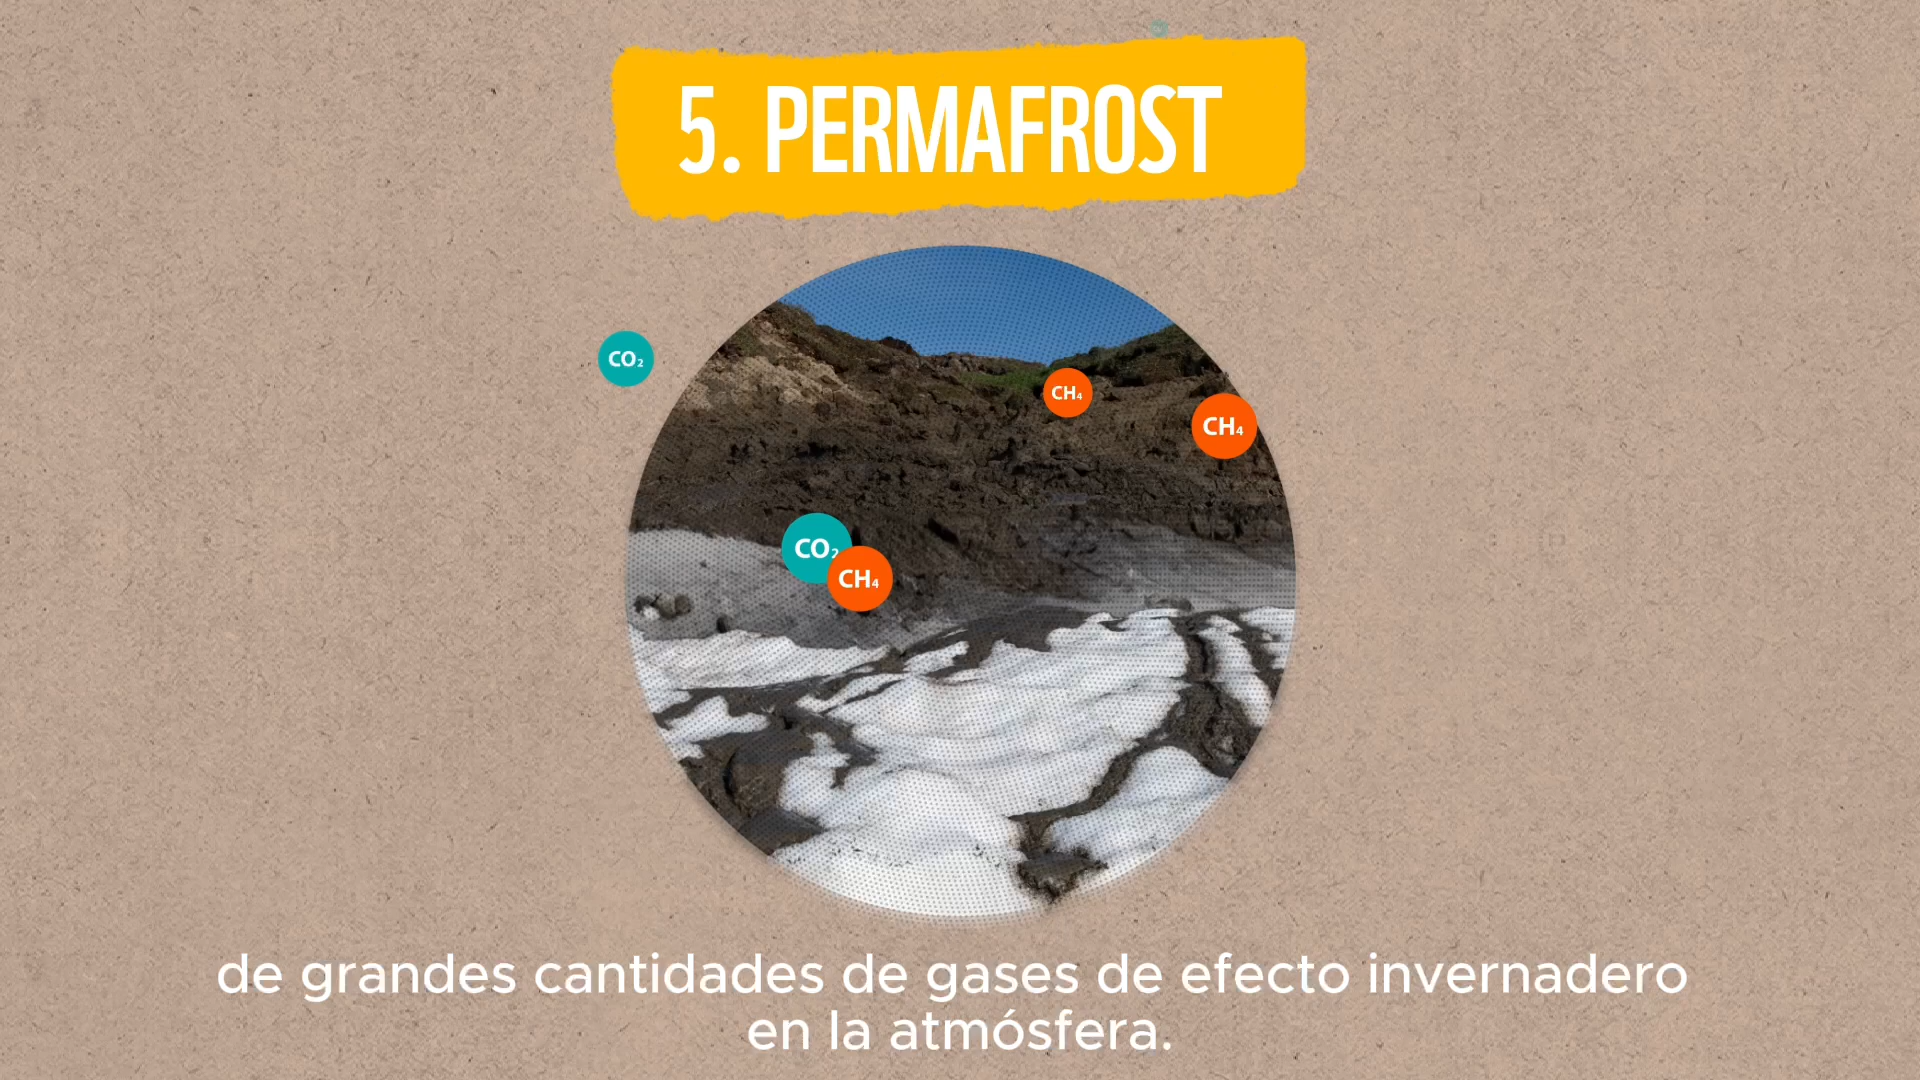 5. PERMAFROST
CO₂
CH₄
CH₄
CO₂
CH₄
de grandes cantidades de gases de efecto invernadero
en la atmósfera.